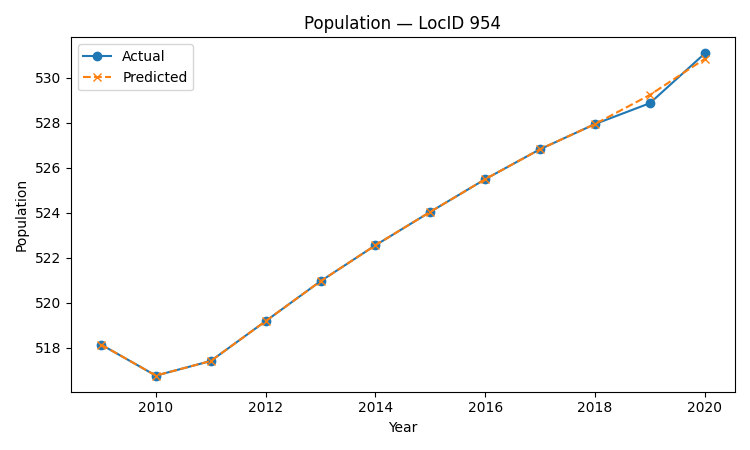 Population — LocID 954
Actual
Predicted
530
528
526
524
522
520
518
Population
2010 2012 2014 2016 2018 2020
Year